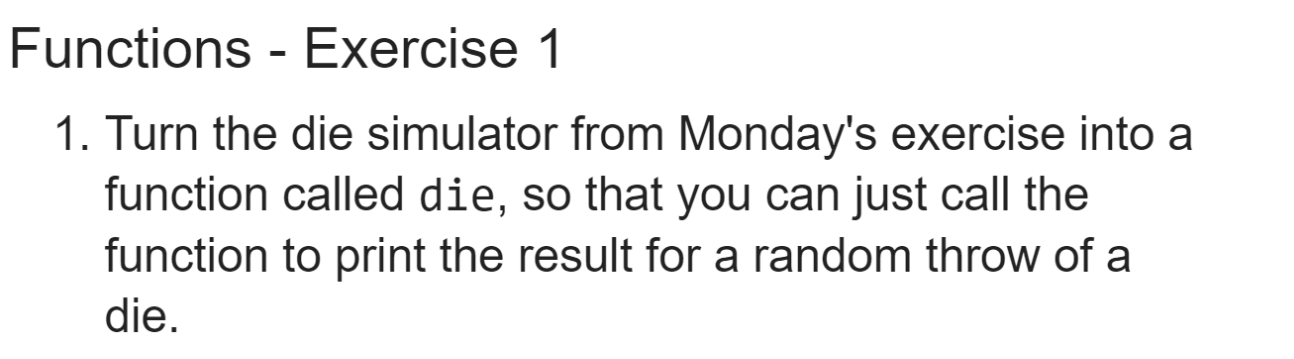 Functions - Exercise 1
1. Turn the die simulator from Monday's exercise into a
function called die, so that you can just call the
function to print the result for a random throw of a
die.